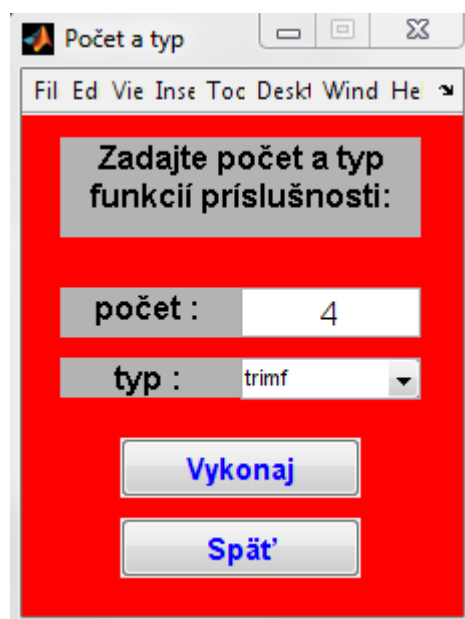 Počet a typ
Fil Ed Vie Inse Toc Deskt Wind He
Zadajte počet a typ
funkcií príslušnosti:
počet : 4
typ : trimf
Vykonaj
Späť